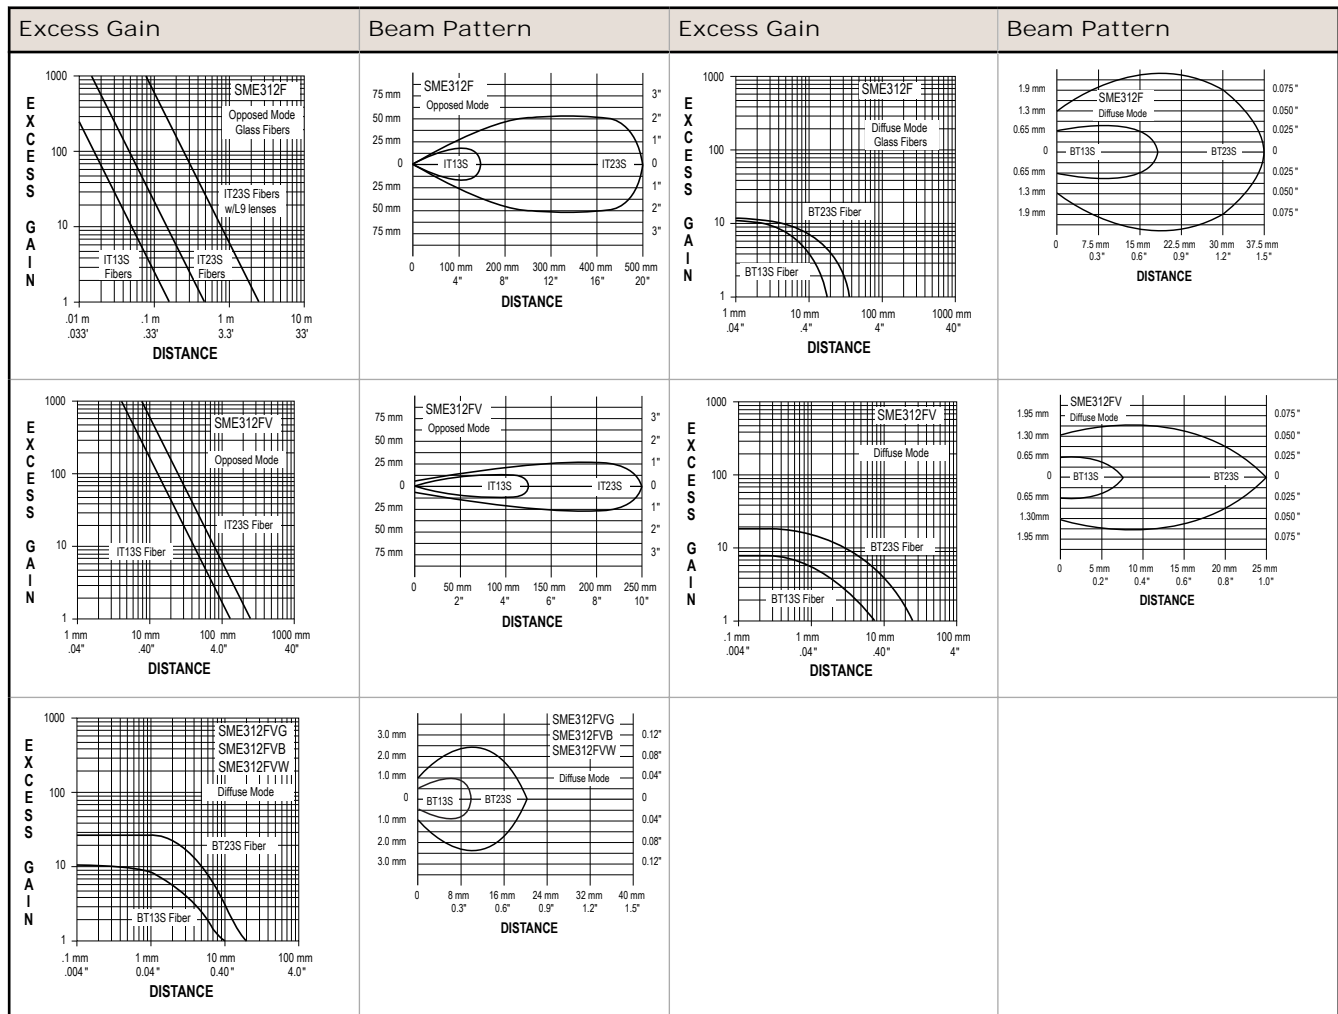 Excess Gain
Beam Pattern
Excess Gain
Beam Pattern
EXCESS GAIN
1000
100
10
1
SME312F
Opposed Mode
Glass Fibers
IT23S Fibers
w/L9 lenses
IT13S
Fibers
IT23S
Fibers
.01 m
.1 m
1 m
10 m
.033'
.33'
3.3'
33'
DISTANCE
SME312F
Opposed Mode
75 mm
50 mm
25 mm
0
25 mm
50 mm
75 mm
3"
2"
1"
0
1"
2"
3"
IT13S
IT23S
0
100 mm
200 mm
300 mm
400 mm
500 mm
4"
8"
12"
16"
20"
DISTANCE
EXCESS GAIN
1000
100
10
1
SME312F
Diffuse Mode
Glass Fibers
BT23S Fiber
BT13S Fiber
1 mm
10 mm
100 mm
1000 mm
.04"
.4"
4"
40"
DISTANCE
SME312F
Diffuse Mode
1.9 mm
1.3 mm
0.65 mm
0
0.65 mm
1.3 mm
1.9 mm
0.075"
0.050"
0.025"
0
0.025"
0.050"
0.075"
BT13S
BT23S
0
7.5 mm
15 mm
22.5 mm
30 mm
37.5 mm
0.3"
0.6"
0.9"
1.2"
1.5"
DISTANCE
EXCESS GAIN
1000
100
10
1
SME312FV
Opposed Mode
IT23S Fiber
IT13S Fiber
1 mm
10 mm
100 mm
1000 mm
.04"
.40"
4.0"
40"
DISTANCE
SME312FV
Opposed Mode
75 mm
50 mm
25 mm
0
25 mm
50 mm
75 mm
3"
2"
1"
0
1"
2"
3"
IT13S
IT23S
0
50 mm
100 mm
150 mm
200 mm
250 mm
2"
4"
6"
8"
10"
DISTANCE
EXCESS GAIN
1000
100
10
1
SME312FV
Diffuse Mode
BT23S Fiber
BT13S Fiber
.1 mm
1 mm
10 mm
100 mm
.004"
.04"
.40"
4"
DISTANCE
SME312FV
Diffuse Mode
1.95 mm
1.30 mm
0.65 mm
0
0.65 mm
1.30mm
1.95 mm
0.075"
0.050"
0.025"
0
0.025"
0.050"
0.075"
BT13S
BT23S
0
5 mm
10 mm
15 mm
20 mm
25 mm
0.2"
0.4"
0.6"
0.8"
1.0"
DISTANCE
EXCESS GAIN
1000
100
10
1
SME312FVG
SME312FVB
SME312FVW
Diffuse Mode
BT23S Fiber
BT13S Fiber
.1 mm
1 mm
10 mm
100 mm
.004"
0.04"
0.40"
4.0"
DISTANCE
SME312FVG
SME312FVB
SME312FVW
Diffuse Mode
3.0 mm
2.0 mm
1.0 mm
0
1.0 mm
2.0 mm
3.0 mm
0.12"
0.08"
0.04"
0
0.04"
0.08"
0.12"
BT13S
BT23S
0
8 mm
16 mm
24 mm
32 mm
40 mm
0.3"
0.6"
0.9"
1.2"
1.5"
DISTANCE